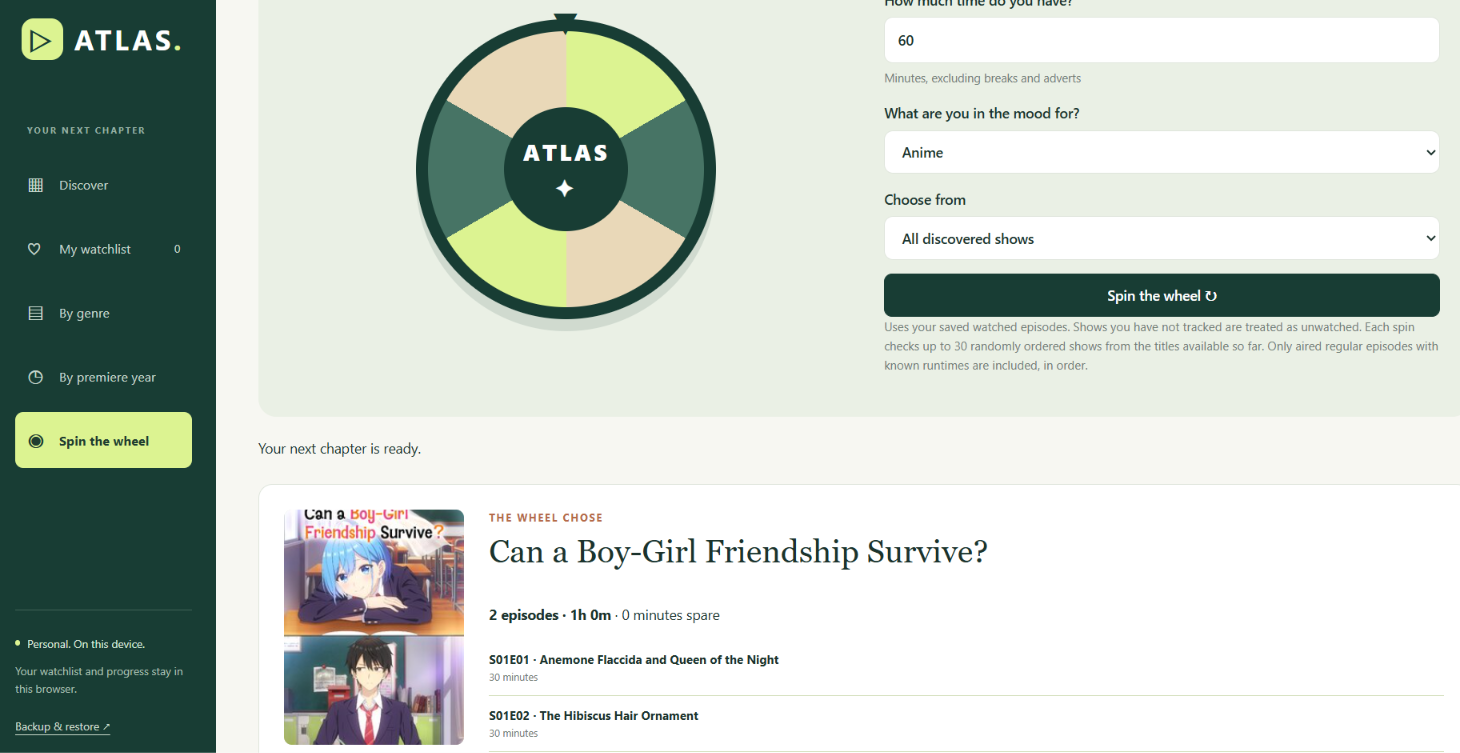 ATLAS.
YOUR NEXT CHAPTER
Discover
My watchlist 0
By genre
By premiere year
Spin the wheel
Personal. On this device.
Your watchlist and progress stay in
this browser.
Backup & restore ↗
ATLAS
How much time do you have?
60
Minutes, excluding breaks and adverts
What are you in the mood for?
Anime
Choose from
All discovered shows
Spin the wheel ↻
Uses your saved watched episodes. Shows you have not tracked are treated as unwatched. Each spin
checks up to 30 randomly ordered shows from the titles available so far. Only aired regular episodes with
known runtimes are included, in order.
Your next chapter is ready.
Can a Boy-Girl
Friendship Survive?
THE WHEEL CHOSE
Can a Boy-Girl Friendship Survive?
2 episodes · 1h 0m · 0 minutes spare
S01E01 · Anemone Flaccida and Queen of the Night
30 minutes
S01E02 · The Hibiscus Hair Ornament
30 minutes